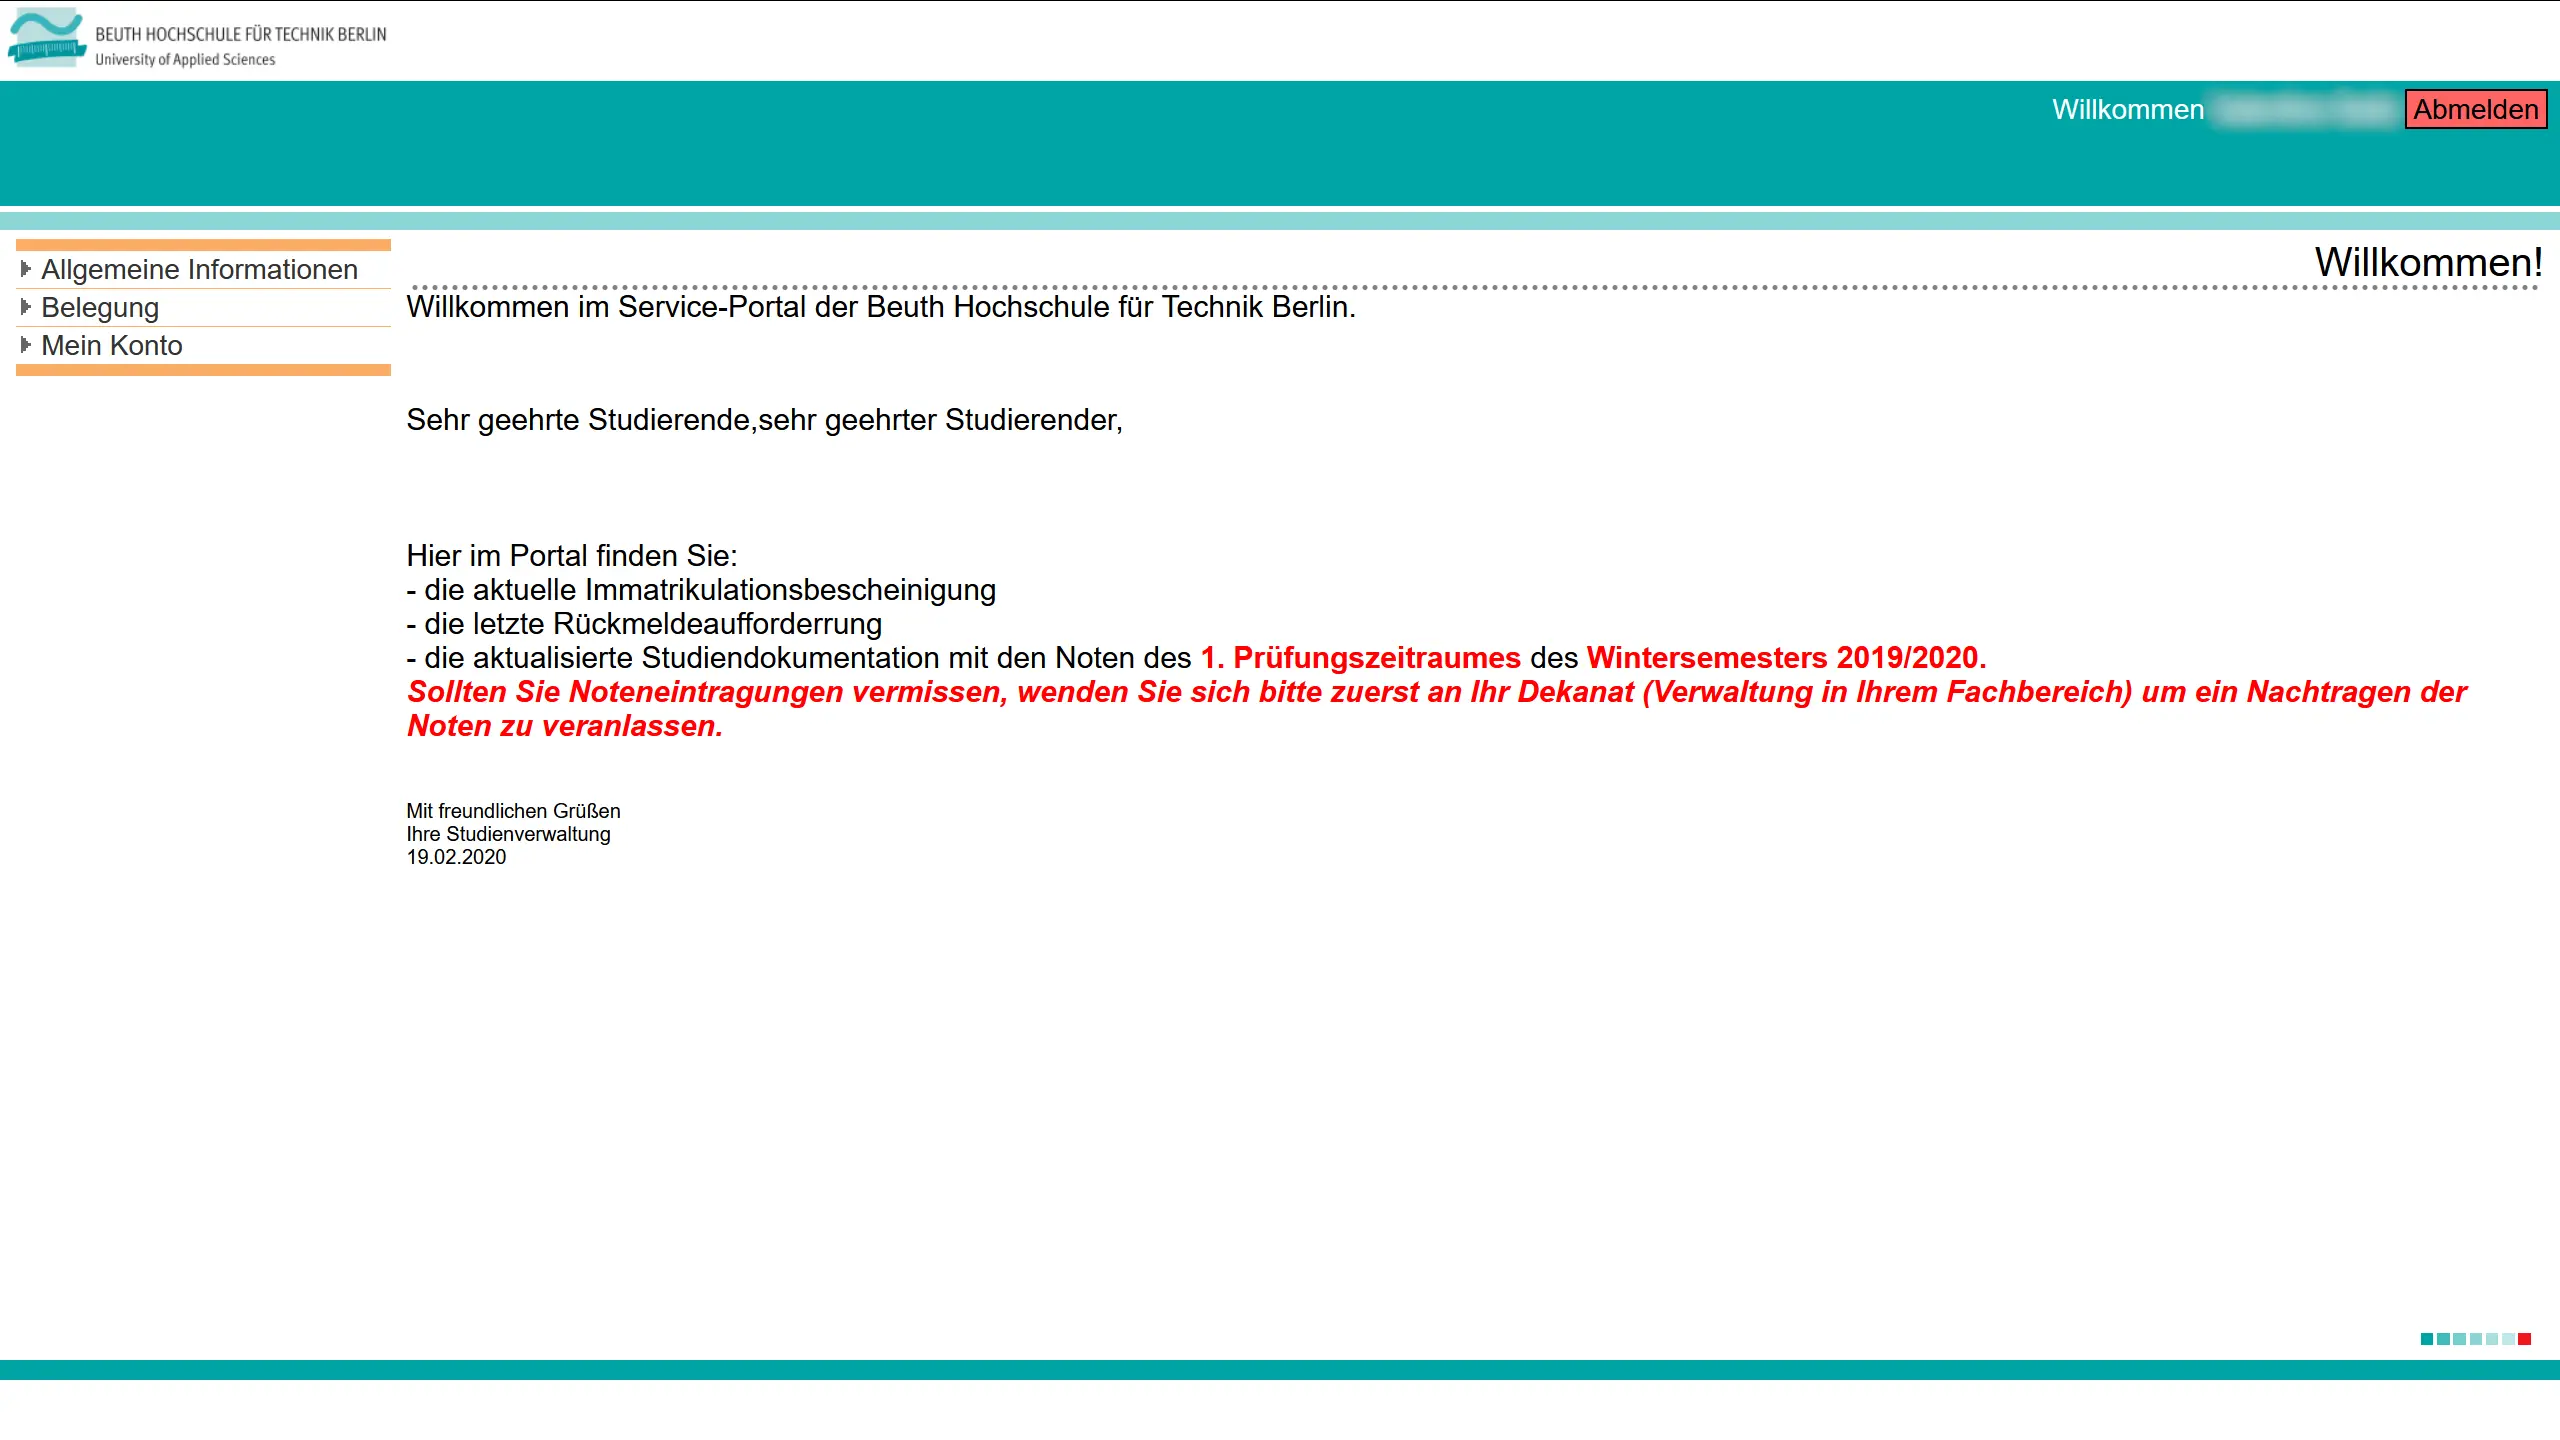 BEUTH HOCHSCHULE FÜR TECHNIK BERLIN
University of Applied Sciences
Willkommen
Abmelden
Allgemeine Informationen
Belegung
Mein Konto
Willkommen!
Willkommen im Service-Portal der Beuth Hochschule für Technik Berlin.
Sehr geehrte Studierende,sehr geehrter Studierender,
Hier im Portal finden Sie:
- die aktuelle Immatrikulationsbescheinigung
- die letzte Rückmeldeaufforderrung
- die aktualisierte Studiendokumentation mit den Noten des 1. Prüfungszeitraumes des Wintersemesters 2019/2020.
Sollten Sie Noteneintragungen vermissen, wenden Sie sich bitte zuerst an Ihr Dekanat (Verwaltung in Ihrem Fachbereich) um ein Nachtragen der
Noten zu veranlassen.
Mit freundlichen Grüßen
Ihre Studienverwaltung
19.02.2020